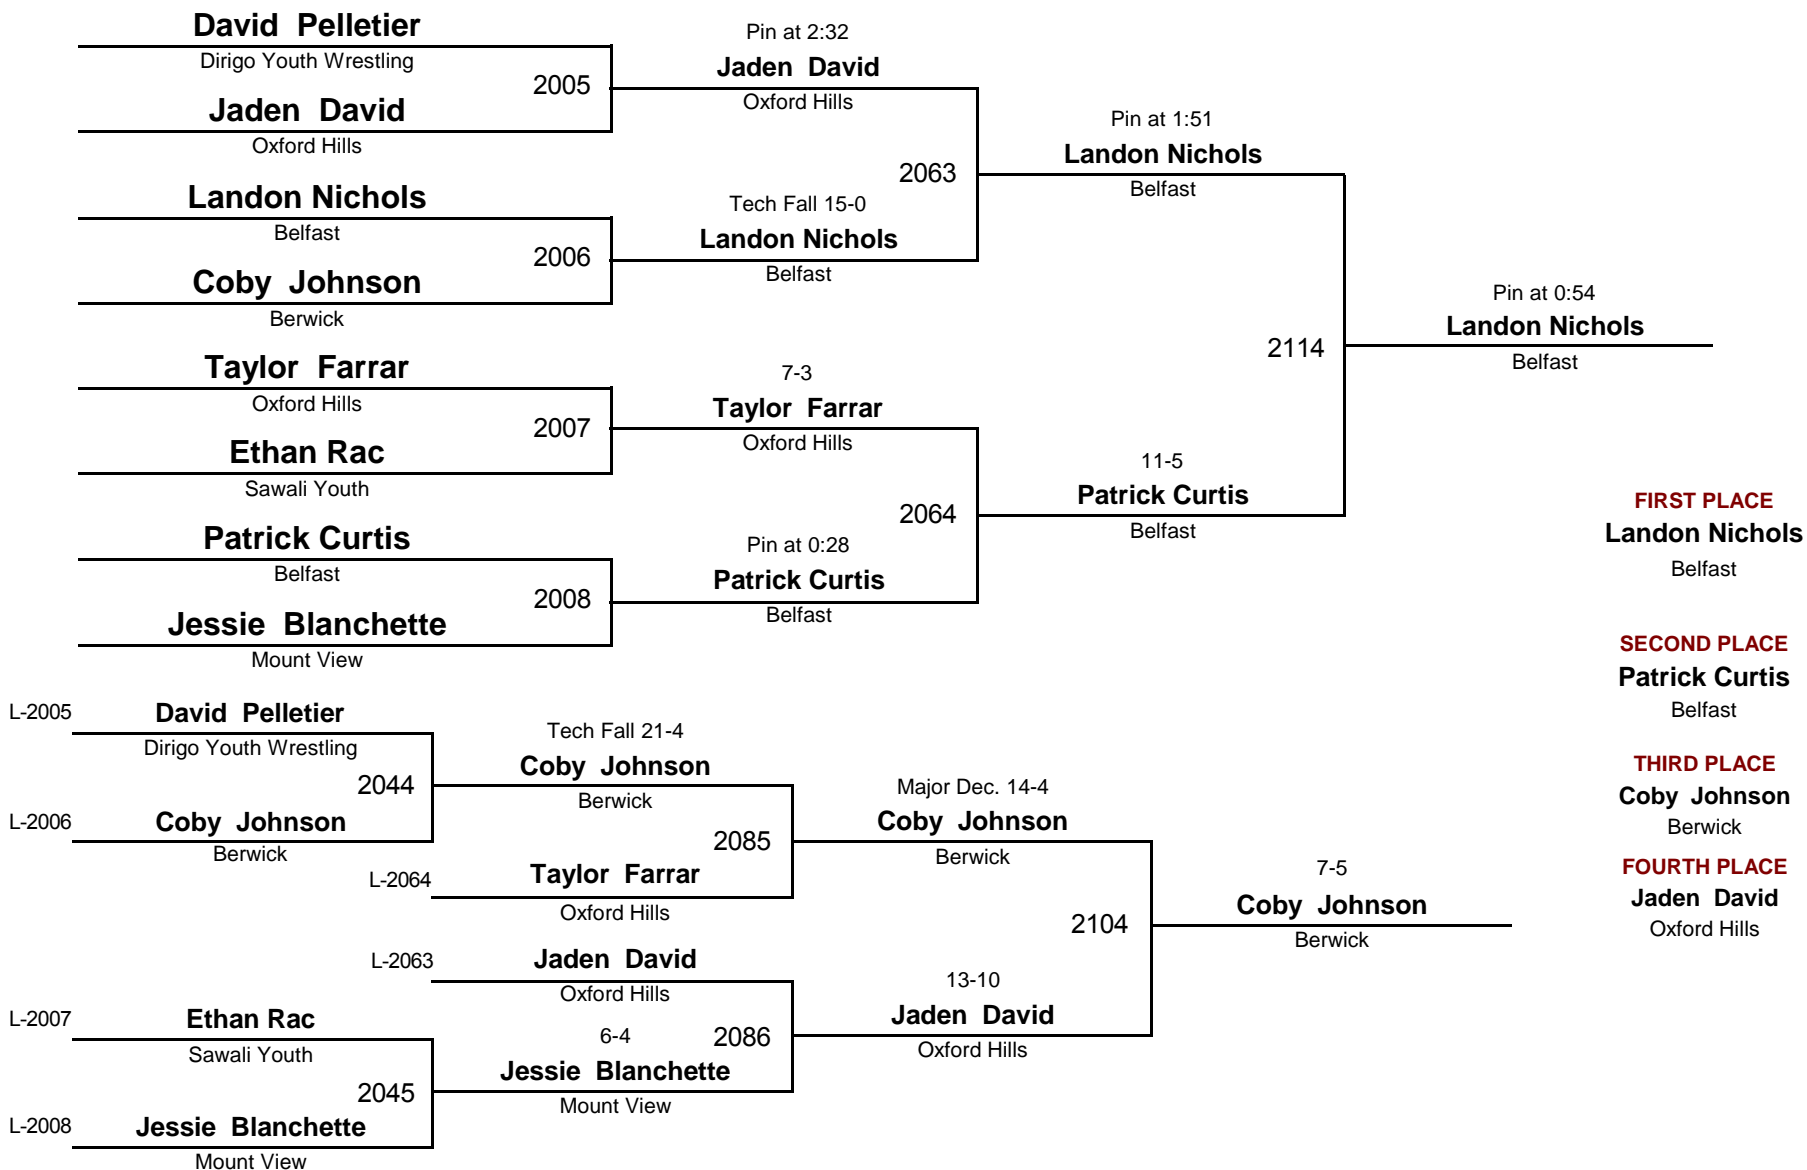 David Pelletier
Dirigo Youth Wrestling
2005
Jaden David
Oxford Hills
Landon Nichols
Belfast
2006
Coby Johnson
Berwick
Taylor Farrar
Oxford Hills
2007
Ethan Rac
Sawali Youth
Patrick Curtis
Belfast
2008
Jessie Blanchette
Mount View
Pin at 2:32
Jaden David
Oxford Hills
2063
Tech Fall 15-0
Landon Nichols
Belfast
7-3
Taylor Farrar
Oxford Hills
2064
Pin at 0:28
Patrick Curtis
Belfast
Pin at 1:51
Landon Nichols
Belfast
2114
11-5
Patrick Curtis
Belfast
Pin at 0:54
Landon Nichols
Belfast
L-2005
David Pelletier
Dirigo Youth Wrestling
2044
L-2006
Coby Johnson
Berwick
L-2007
Ethan Rac
Sawali Youth
2045
L-2008
Jessie Blanchette
Mount View
Tech Fall 21-4
Coby Johnson
Berwick
2085
L-2064
Taylor Farrar
Oxford Hills
L-2063
Jaden David
Oxford Hills
2086
6-4
Jessie Blanchette
Mount View
Major Dec. 14-4
Coby Johnson
Berwick
2104
13-10
Jaden David
Oxford Hills
7-5
Coby Johnson
Berwick
FIRST PLACE
Landon Nichols
Belfast
SECOND PLACE
Patrick Curtis
Belfast
THIRD PLACE
Coby Johnson
Berwick
FOURTH PLACE
Jaden David
Oxford Hills